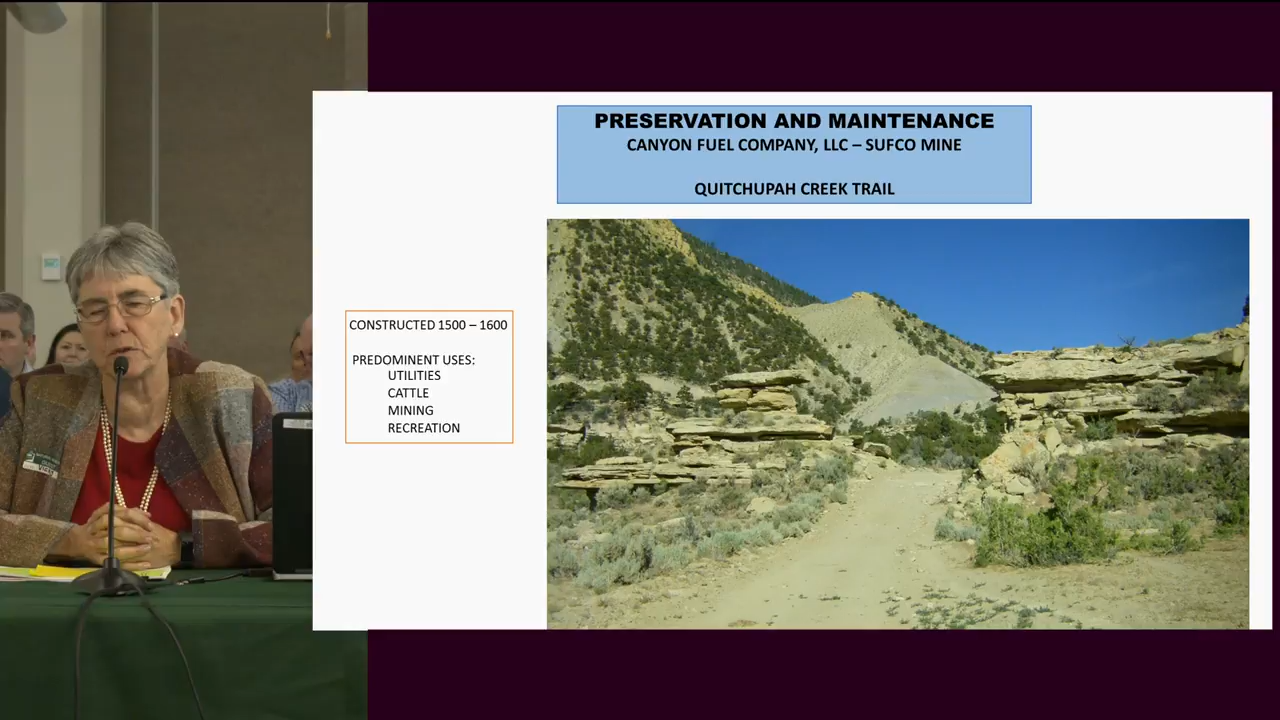 PRESERVATION AND MAINTENANCE
CANYON FUEL COMPANY, LLC – SUFCO MINE
QUITCHUPAH CREEK TRAIL
CONSTRUCTED 1500 – 1600
PREDOMINENT USES:
UTILITIES
CATTLE
MINING
RECREATION